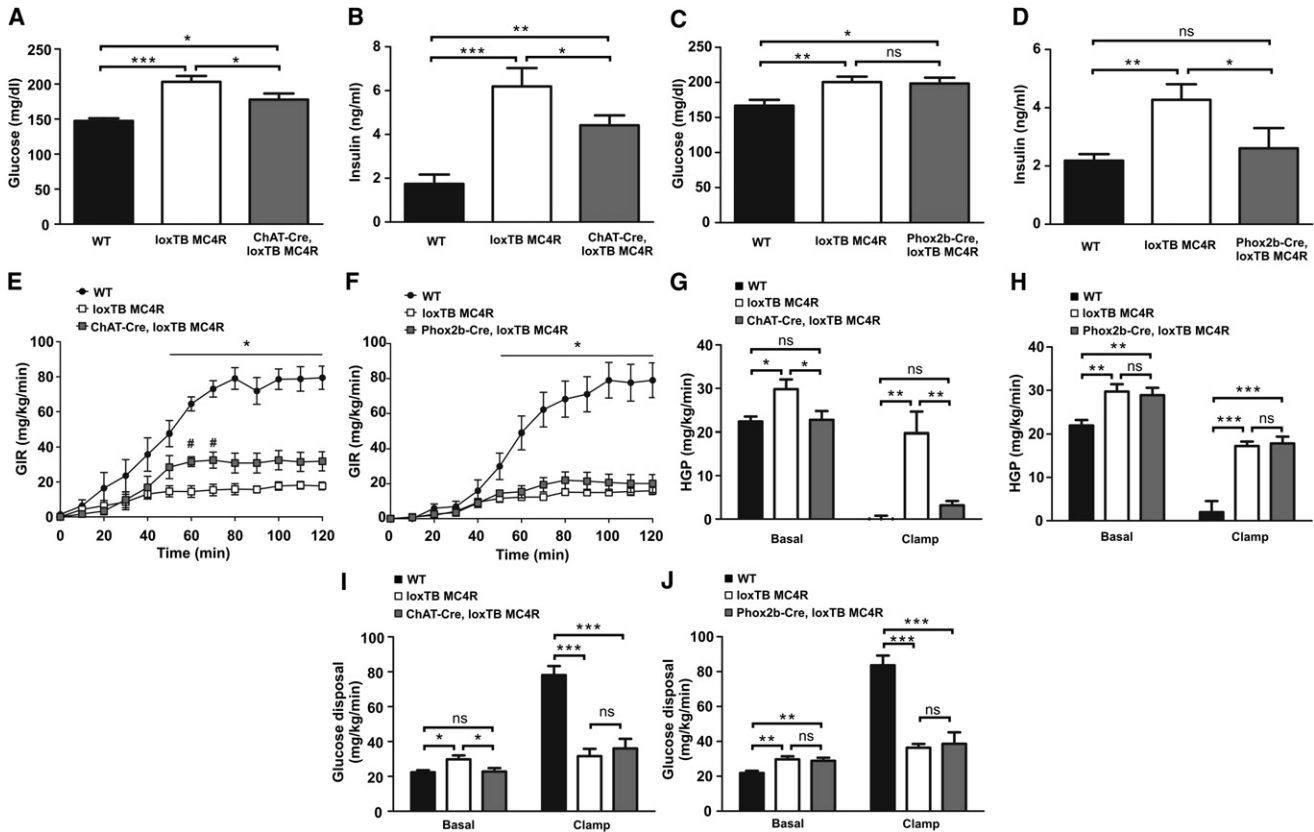 A
Glucose (mg/dl)
250
200
150
100
50
0
*
***
*
WT
loxTB MC4R
ChAT-Cre,
loxTB MC4R
B
Insulin (ng/ml)
8
6
4
2
0
**
***
*
WT
loxTB MC4R
ChAT-Cre,
loxTB MC4R
C
Glucose (mg/dl)
250
200
150
100
50
0
*
**
ns
WT
loxTB MC4R
Phox2b-Cre,
loxTB MC4R
D
Insulin (ng/ml)
6
4
2
0
ns
**
*
WT
loxTB MC4R
Phox2b-Cre,
loxTB MC4R
E
WT
loxTB MC4R
ChAT-Cre, loxTB MC4R
GIR (mg/kg/min)
100
80
60
40
20
0
*
# #
0 20 40 60 80 100 120
Time (min)
F
WT
loxTB MC4R
Phox2b-Cre, loxTB MC4R
GIR (mg/kg/min)
100
80
60
40
20
0
*
0 20 40 60 80 100 120
Time (min)
G
WT
loxTB MC4R
ChAT-Cre, loxTB MC4R
HGP (mg/kg/min)
40
30
20
10
0
ns
* *
ns
** **
Basal Clamp
H
WT
loxTB MC4R
Phox2b-Cre, loxTB MC4R
HGP (mg/kg/min)
40
30
20
10
0
**
** ns
***
*** ns
Basal Clamp
I
WT
loxTB MC4R
ChAT-Cre, loxTB MC4R
Glucose disposal
(mg/kg/min)
100
80
60
40
20
0
ns
* *
***
***
ns
Basal Clamp
J
WT
loxTB MC4R
Phox2b-Cre, loxTB MC4R
Glucose disposal
(mg/kg/min)
100
80
60
40
20
0
**
** ns
***
***
ns
Basal Clamp